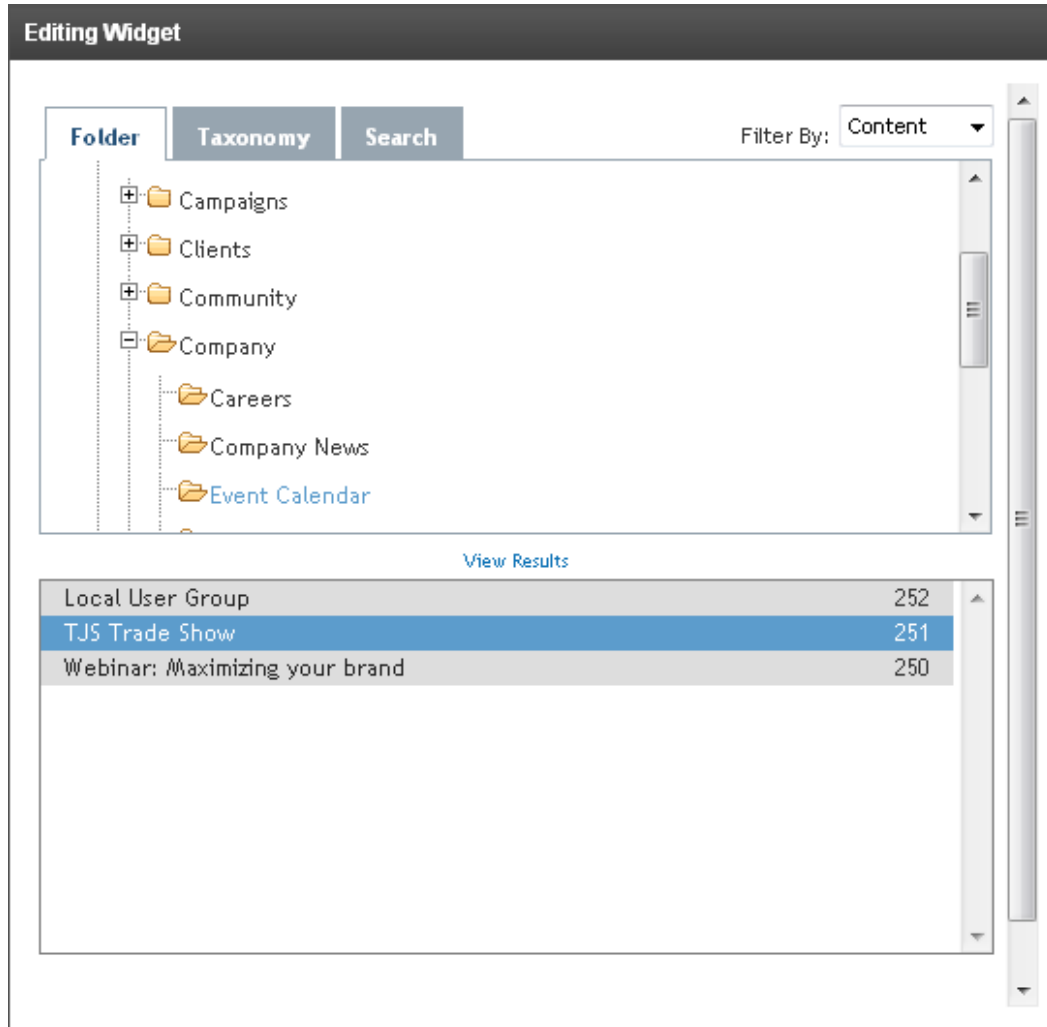 Editing Widget
Folder Taxonomy Search Filter By: Content
Campaigns
Clients
Community
Company
Careers
Company News
Event Calendar
View Results
Local User Group 252
TJS Trade Show 251
Webinar: Maximizing your brand 250